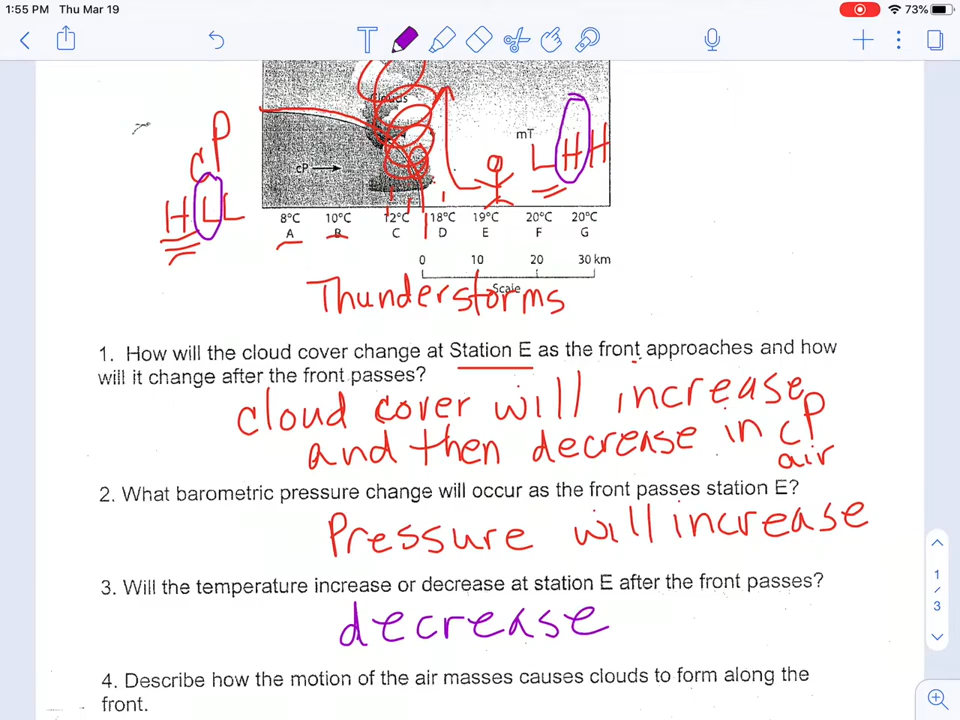 1:55 PM Thu Mar 19
73%
T
Clouds
cP
mT
cP
L H H
H L L
8°C 10°C 12°C 18°C 19°C 20°C 20°C
A B C D E F G
0 10 20 30 km
Scale
Thunderstorms
1. How will the cloud cover change at Station E as the front approaches and how
will it change after the front passes?
cloud cover will increase
and then decrease in cP
air
2. What barometric pressure change will occur as the front passes station E?
Pressure will increase
3. Will the temperature increase or decrease at station E after the front passes?
decrease
4. Describe how the motion of the air masses causes clouds to form along the
front.
1
/
3